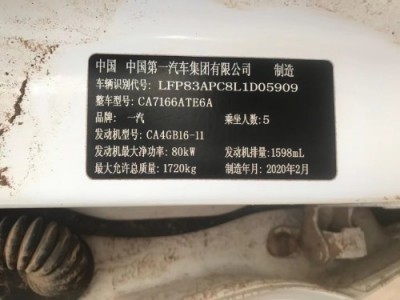 中国 中国第一汽车集团有限公司 制造
车辆识别代号: LFP83APC8L1D05909
整车型号: CA7166ATE6A
品牌: 一汽 乘坐人数: 5
发动机型号: CA4GB16-11
发动机最大净功率: 80kW 发动机排量: 1598mL
最大允许总质量: 1720kg 制造年月: 2020年2月